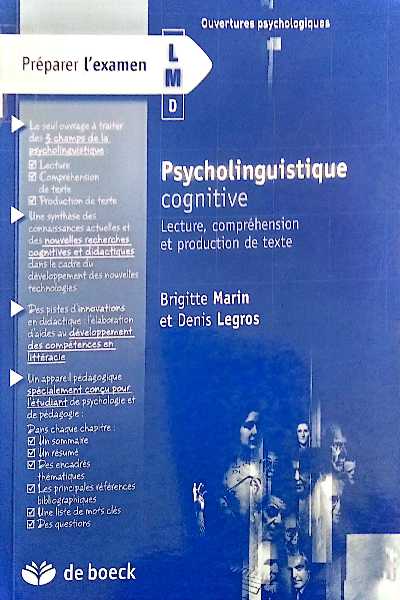 Ouvertures psychologiques
Préparer l'examen
L
M
D
Le seul ouvrage à traiter
des 3 champs de la
psycholinguistique :
Lecture
Compréhension
de texte
Production de texte
Une synthèse des
connaissances actuelles et
des nouvelles recherches
cognitives et didactiques
dans le cadre du
développement des nouvelles
technologies
Des pistes d'innovations
en didactique : l'élaboration
d'aides au développement
des compétences en
littéracie
Un appareil pédagogique
spécialement conçu pour
l'étudiant de psychologie et
de pédagogie :
Dans chaque chapitre :
Un sommaire
Un résumé
Des encadrés
thématiques
Les principales références
bibliographiques
Une liste de mots clés
Des questions
Psycholinguistique
cognitive
Lecture, compréhension
et production de texte
Brigitte Marin
et Denis Legros
de boeck